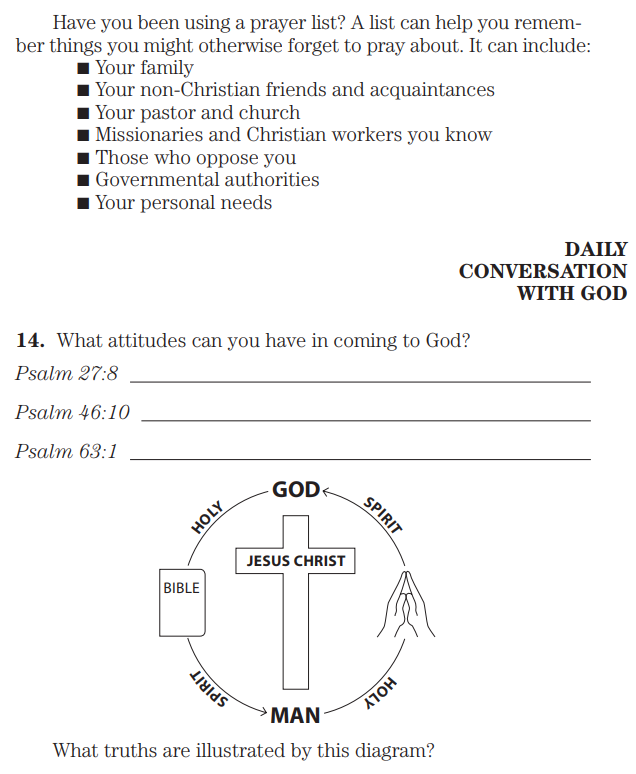 Have you been using a prayer list? A list can help you remem-
ber things you might otherwise forget to pray about. It can include:
■ Your family
■ Your non-Christian friends and acquaintances
■ Your pastor and church
■ Missionaries and Christian workers you know
■ Those who oppose you
■ Governmental authorities
■ Your personal needs
DAILY
CONVERSATION
WITH GOD
14. What attitudes can you have in coming to God?
Psalm 27:8
Psalm 46:10
Psalm 63:1
GOD
HOLY
SPIRIT
JESUS CHRIST
BIBLE
SPIRIT
HOLY
MAN
What truths are illustrated by this diagram?